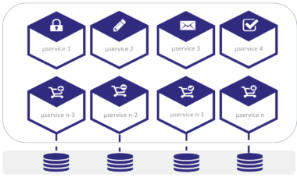 µservice 1
µservice 2
µservice 3
µservice 4
µservice n-3
µservice n-2
µservice n-1
µservice n